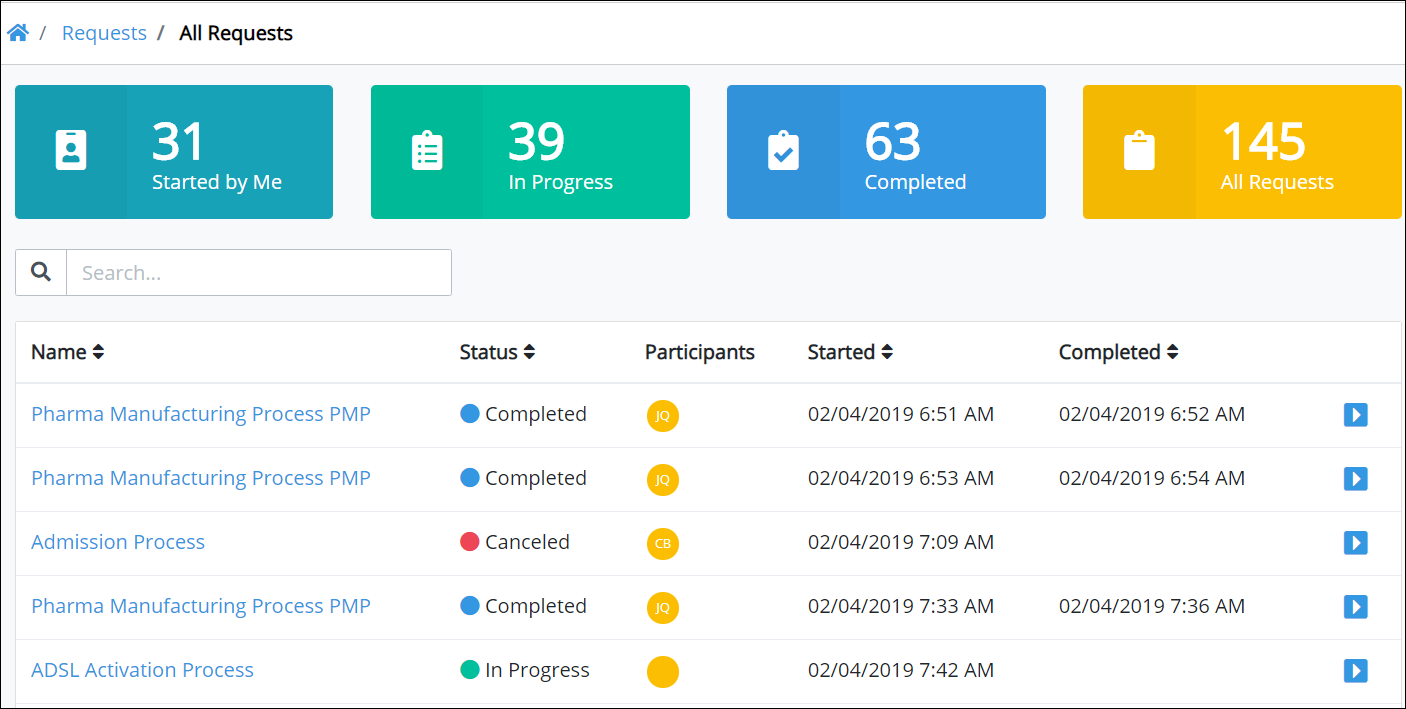 / Requests / All Requests
31
Started by Me
39
In Progress
63
Completed
145
All Requests
Search...
Name Status Participants Started Completed
Pharma Manufacturing Process PMP Completed JQ 02/04/2019 6:51 AM 02/04/2019 6:52 AM
Pharma Manufacturing Process PMP Completed JQ 02/04/2019 6:53 AM 02/04/2019 6:54 AM
Admission Process Canceled CB 02/04/2019 7:09 AM
Pharma Manufacturing Process PMP Completed JQ 02/04/2019 7:33 AM 02/04/2019 7:36 AM
ADSL Activation Process In Progress 02/04/2019 7:42 AM